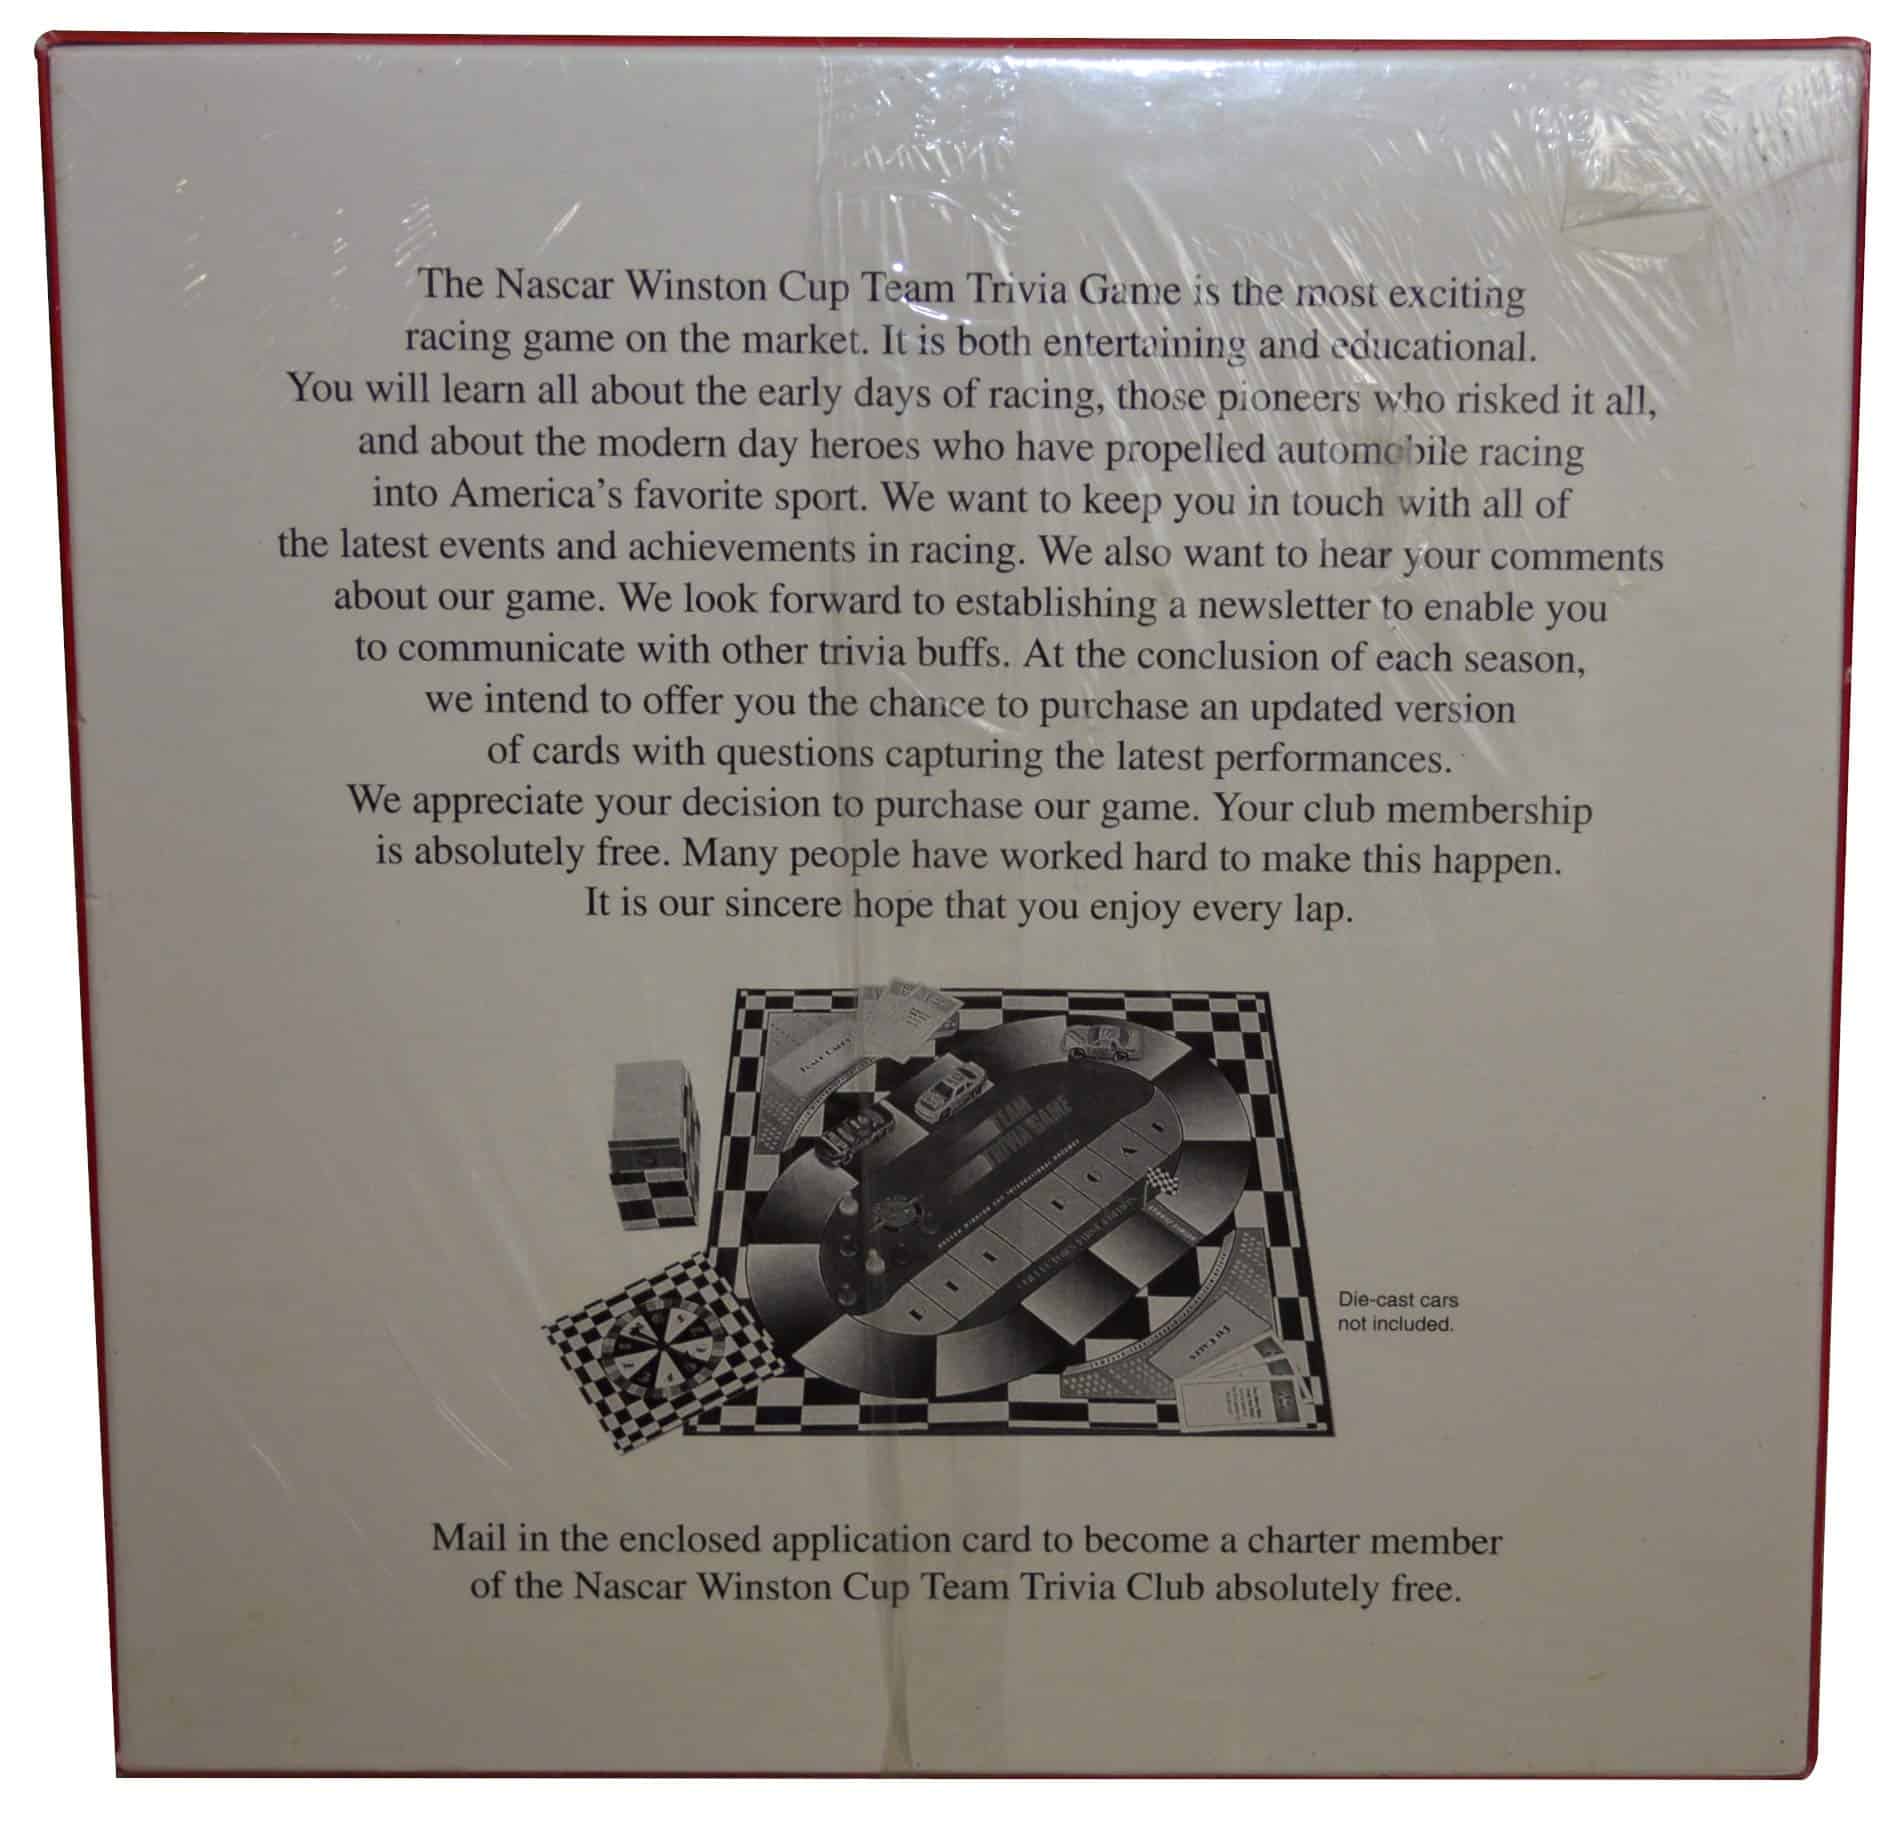 The Nascar Winston Cup Team Trivia Game is the most exciting
racing game on the market. It is both entertaining and educational.
You will learn all about the early days of racing, those pioneers who risked it all,
and about the modern day heroes who have propelled automobile racing
into America's favorite sport. We want to keep you in touch with all of
the latest events and achievements in racing. We also want to hear your comments
about our game. We look forward to establishing a newsletter to enable you
to communicate with other trivia buffs. At the conclusion of each season,
we intend to offer you the chance to purchase an updated version
of cards with questions capturing the latest performances.
We appreciate your decision to purchase our game. Your club membership
is absolutely free. Many people have worked hard to make this happen.
It is our sincere hope that you enjoy every lap.
TEAM
TRIVIA GAME
COLLECTOR'S FIRST EDITION
Die-cast cars
not included.
Mail in the enclosed application card to become a charter member
of the Nascar Winston Cup Team Trivia Club absolutely free.